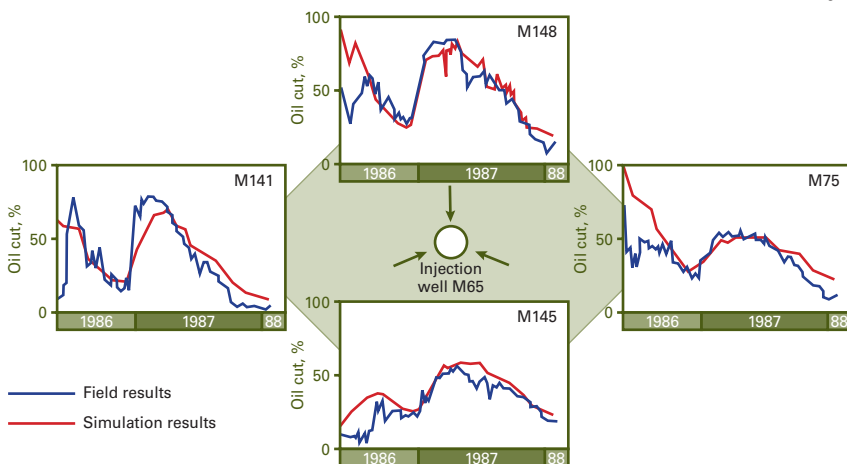 M148
Oil cut, %
100
50
0
1986
1987
88
M141
Oil cut, %
100
50
0
1986
1987
88
Injection
well M65
M75
Oil cut, %
100
50
0
1986
1987
88
M145
Oil cut, %
100
50
0
1986
1987
88
Field results
Simulation results